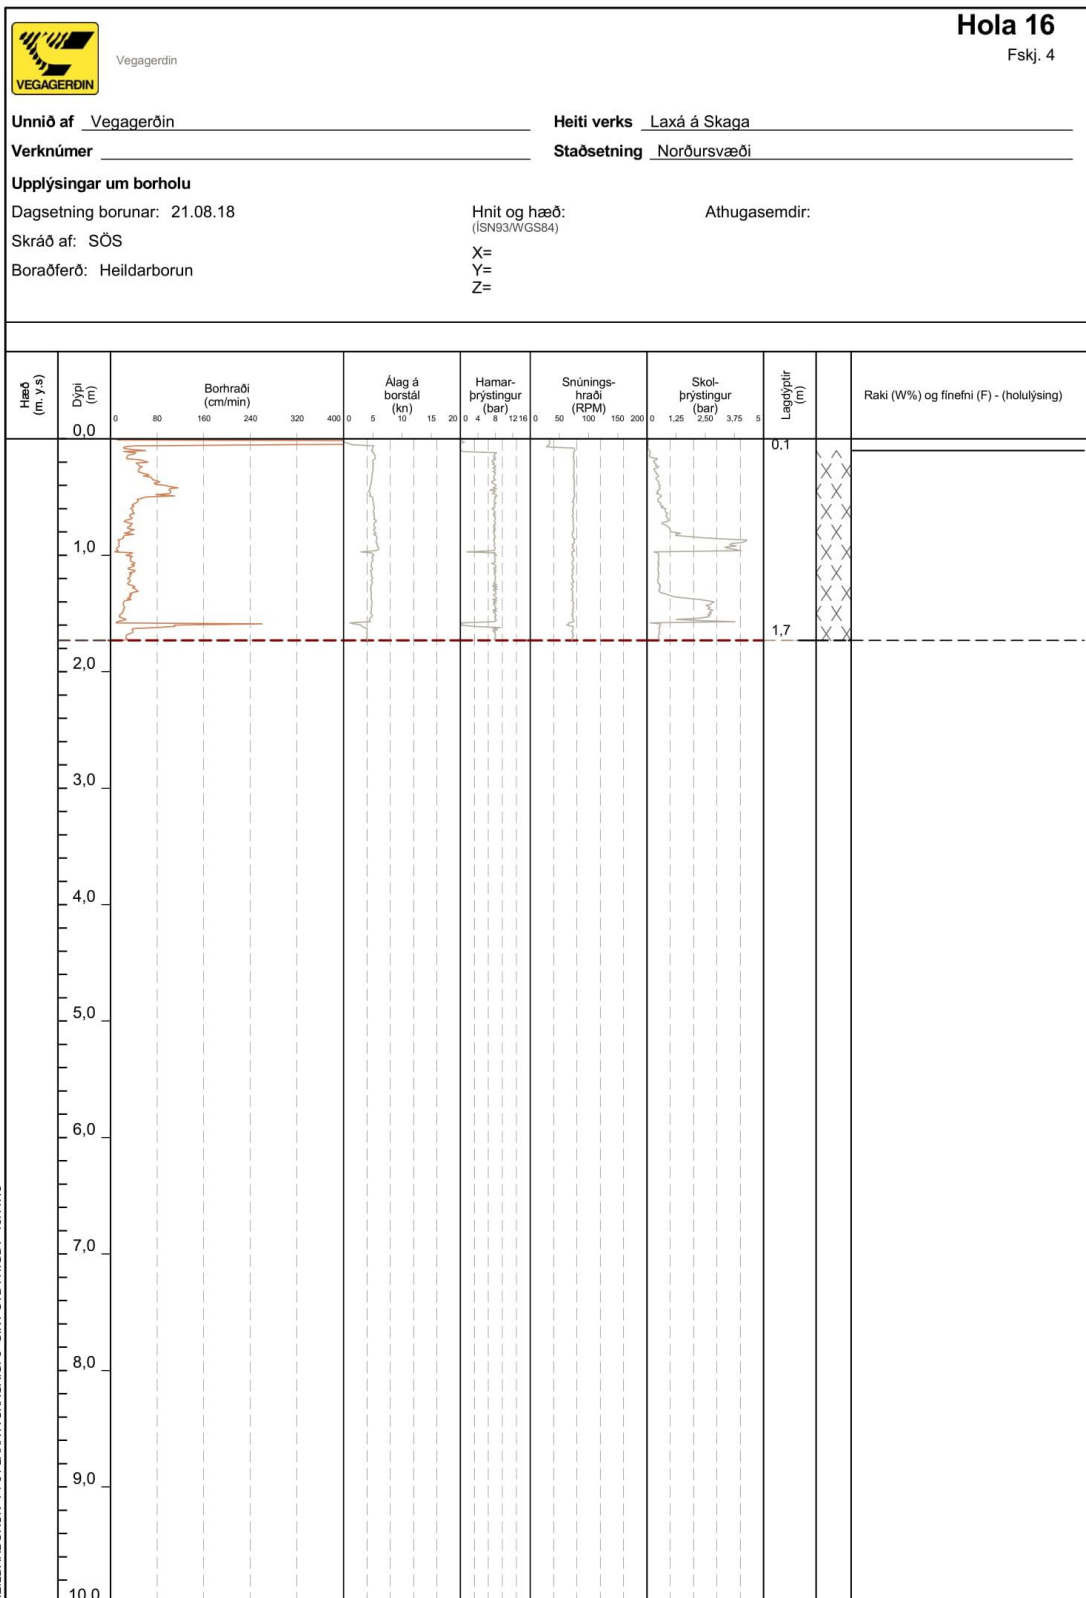 Hola 16
Fskj. 4
VEGAGERÐIN
Vegagerdin
Unnið af Vegagerðin
Heiti verks Laxá á Skaga
Verknúmer
Staðsetning Norðursvæði
Upplýsingar um borholu
Dagsetning borunar: 21.08.18
Hnit og hæð:
Athugasemdir:
(ÍSN93/WGS84)
Skráð af: SÖS
X=
Boraðferð: Heildarborun
Y=
Z=
Hæð
(m. y.s)
Dýpi
(m)
Borhraði
(cm/min)
0 80 160 240 320 400
Álag á
borstál
(kn)
0 5 10 15 20
Hamar-
þrýstingur
(bar)
0 4 8 12 16
Snúnings-
hraði
(RPM)
0 50 100 150 200
Skol-
þrýstingur
(bar)
0 1,25 2,50 3,75 5
Lagdýptir
(m)
Raki (W%) og fínefni (F) - (holulýsing)
0,0
0.1
1,0
1,7
2,0
3,0
4,0
5,0
6,0
7,0
8,0
9,0
10,0